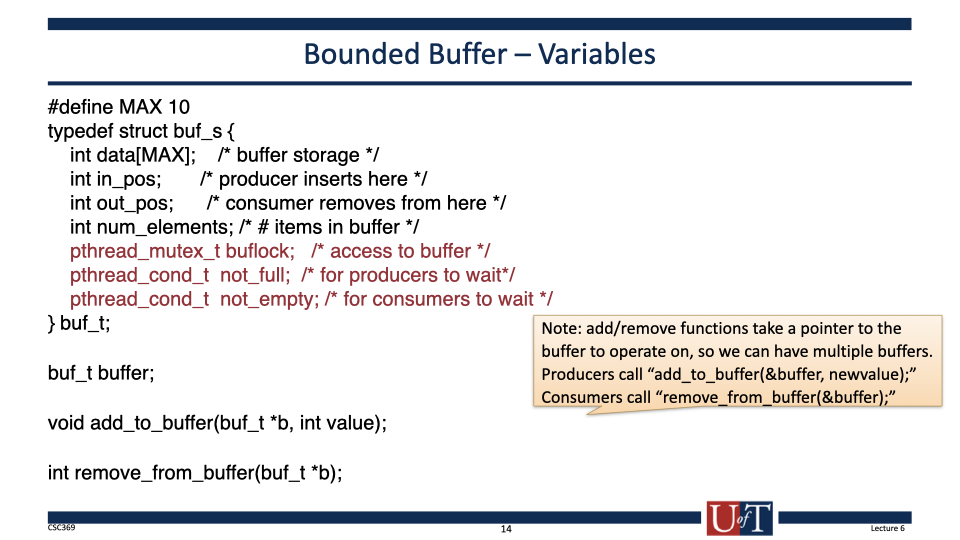 Bounded Buffer – Variables
#define MAX 10
typedef struct buf_s {
int data[MAX]; /* buffer storage */
int in_pos; /* producer inserts here */
int out_pos; /* consumer removes from here */
int num_elements; /* # items in buffer */
pthread_mutex_t buflock; /* access to buffer */
pthread_cond_t not_full; /* for producers to wait*/
pthread_cond_t not_empty; /* for consumers to wait */
} buf_t;
Note: add/remove functions take a pointer to the
buffer to operate on, so we can have multiple buffers.
Producers call “add_to_buffer(&buffer, newvalue);”
Consumers call “remove_from_buffer(&buffer);”
buf_t buffer;
void add_to_buffer(buf_t *b, int value);
int remove_from_buffer(buf_t *b);
CSC369
14
U of T
Lecture 6